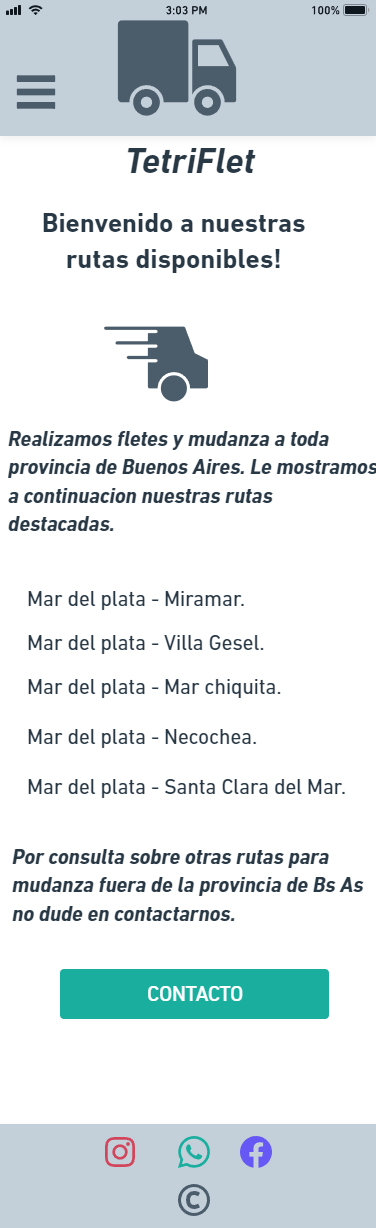 3:03 PM
100%
TetriFlet
Bienvenido a nuestras
rutas disponibles!
Realizamos fletes y mudanza a toda
provincia de Buenos Aires. Le mostramos
a continuacion nuestras rutas
destacadas.
Mar del plata - Miramar.
Mar del plata - Villa Gesel.
Mar del plata - Mar chiquita.
Mar del plata - Necochea.
Mar del plata - Santa Clara del Mar.
Por consulta sobre otras rutas para
mudanza fuera de la provincia de Bs As
no dude en contactarnos.
CONTACTO
©